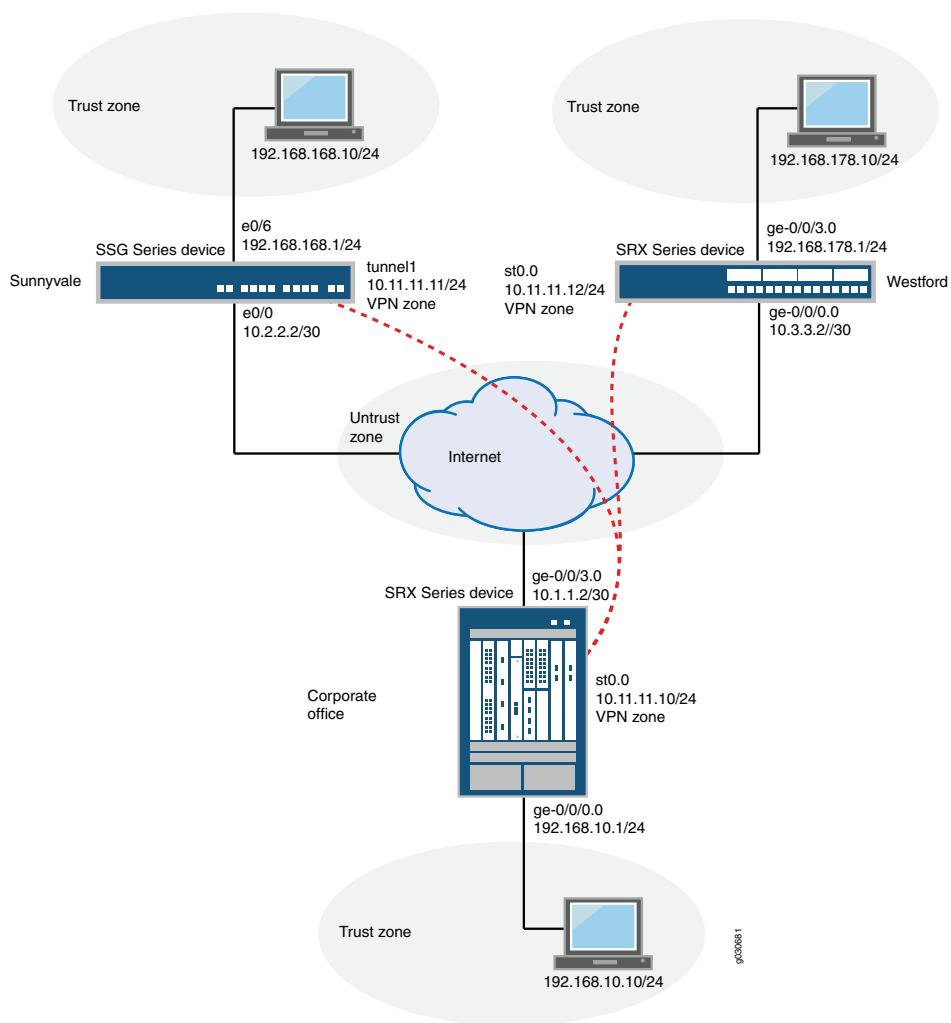 Trust zone
192.168.168.10/24
Trust zone
192.168.178.10/24
e0/6
192.168.168.1/24
SSG Series device
Sunnyvale
tunnel1
10.11.11.11/24
VPN zone
e0/0
10.2.2.2/30
ge-0/0/3.0
192.168.178.1/24
SRX Series device
st0.0
10.11.11.12/24
VPN zone
Westford
ge-0/0/0.0
10.3.3.2//30
Untrust
zone
Internet
ge-0/0/3.0
10.1.1.2/30
SRX Series device
Corporate
office
st0.0
10.11.11.10/24
VPN zone
ge-0/0/0.0
192.168.10.1/24
Trust zone
192.168.10.10/24
g030681